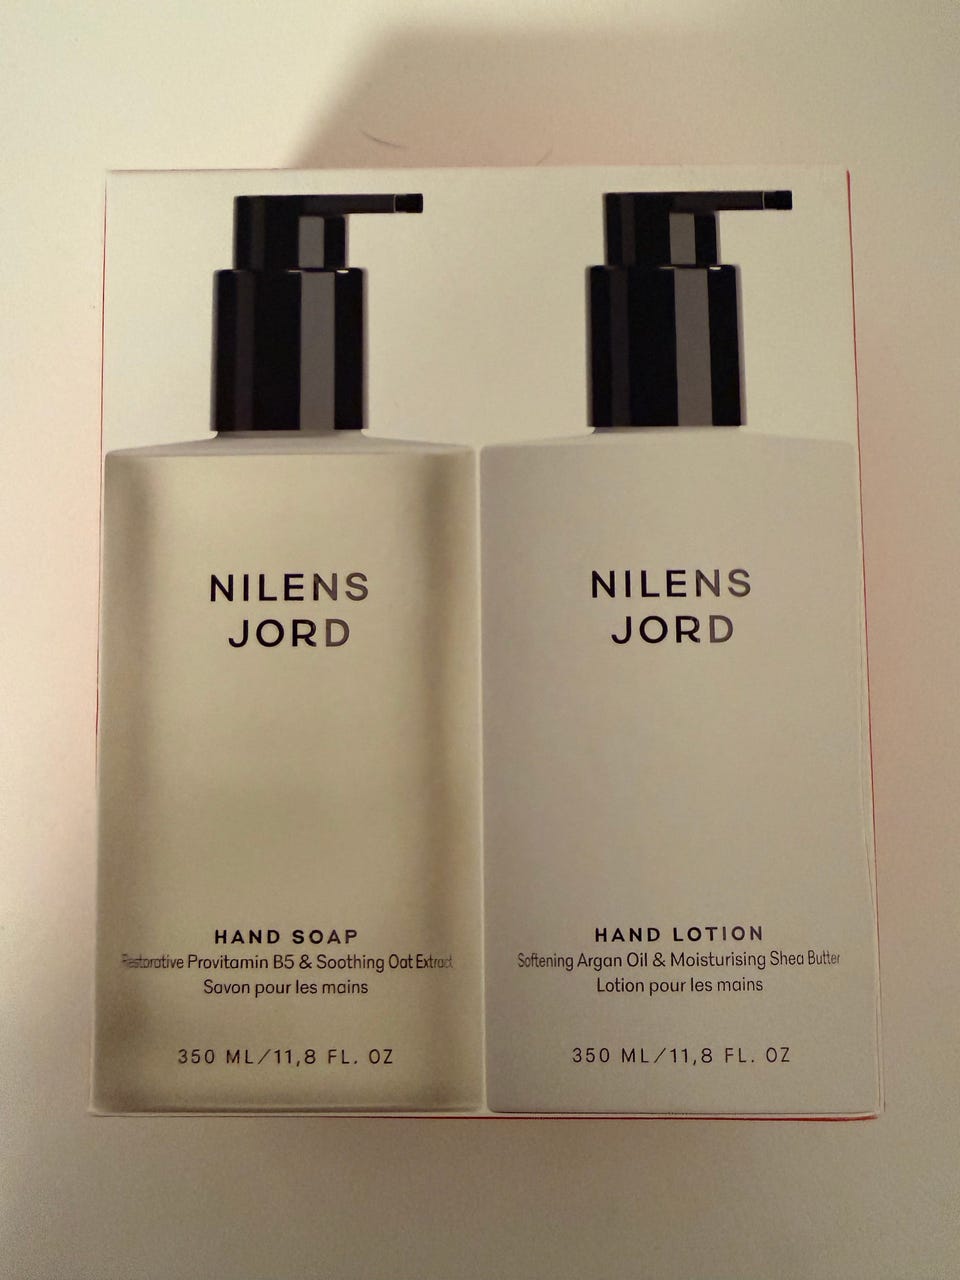 NILENS
JORD
HAND SOAP
Restorative Provitamin B5 & Soothing Oat Extract
Savon pour les mains
350 ML/11,8 FL. OZ
NILENS
JORD
HAND LOTION
Softening Argan Oil & Moisturising Shea Butter
Lotion pour les mains
350 ML/11,8 FL. OZ